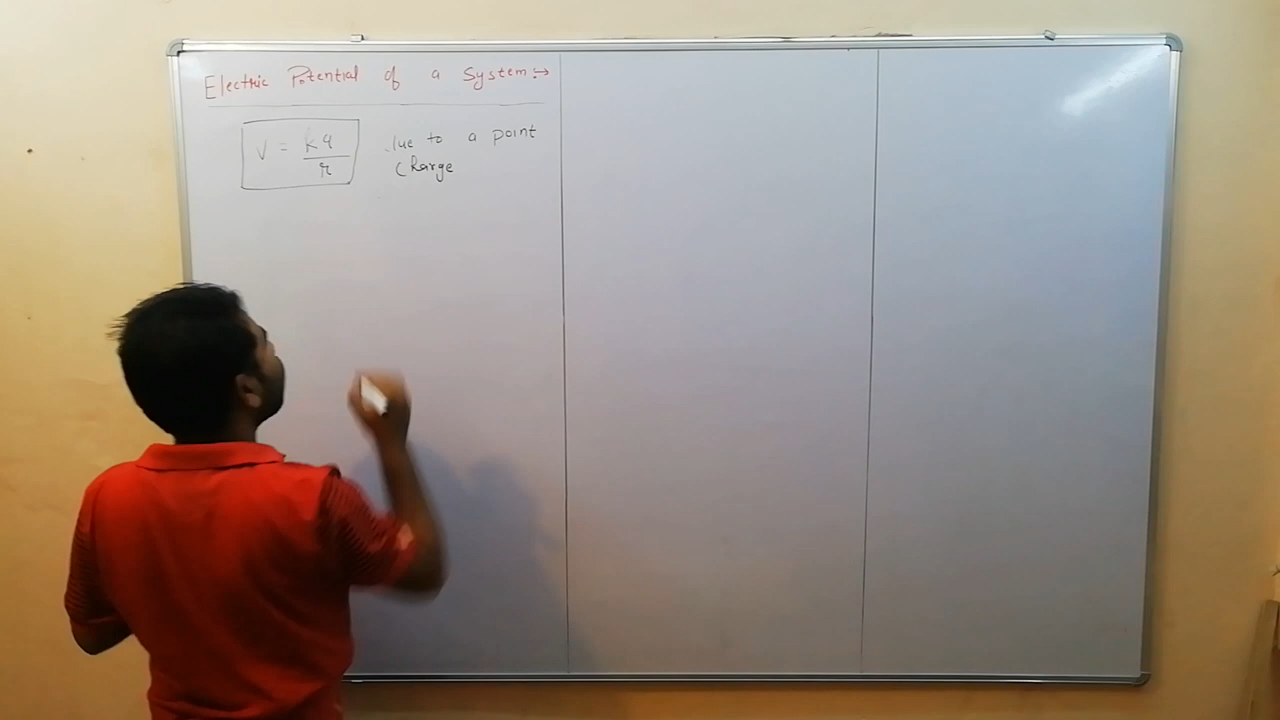 Electric Potential of a System:→
V = kq/r due to a point
charge